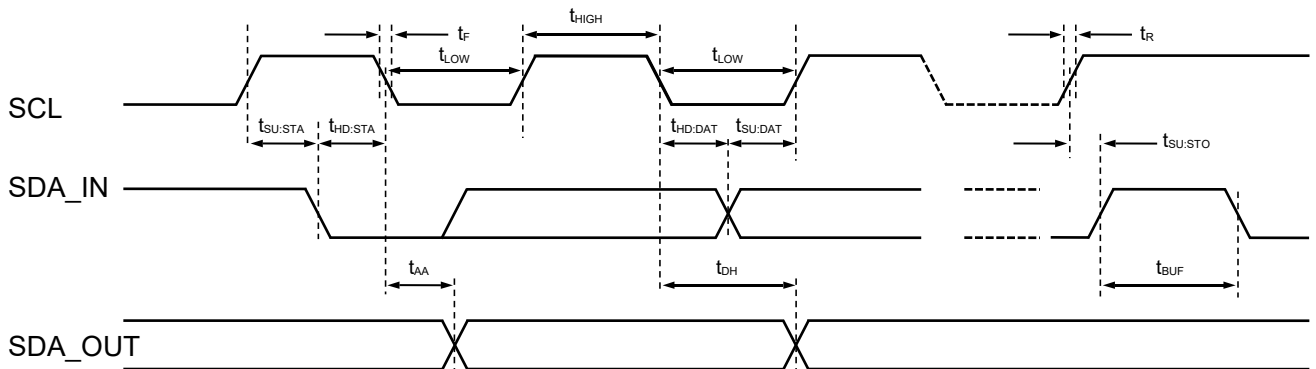 tHIGH
tF
tR
tLOW
tLOW
SCL
tSU:STA
tHD:STA
tHD:DAT
tSU:DAT
tSU:STO
SDA_IN
tAA
tDH
tBUF
SDA_OUT